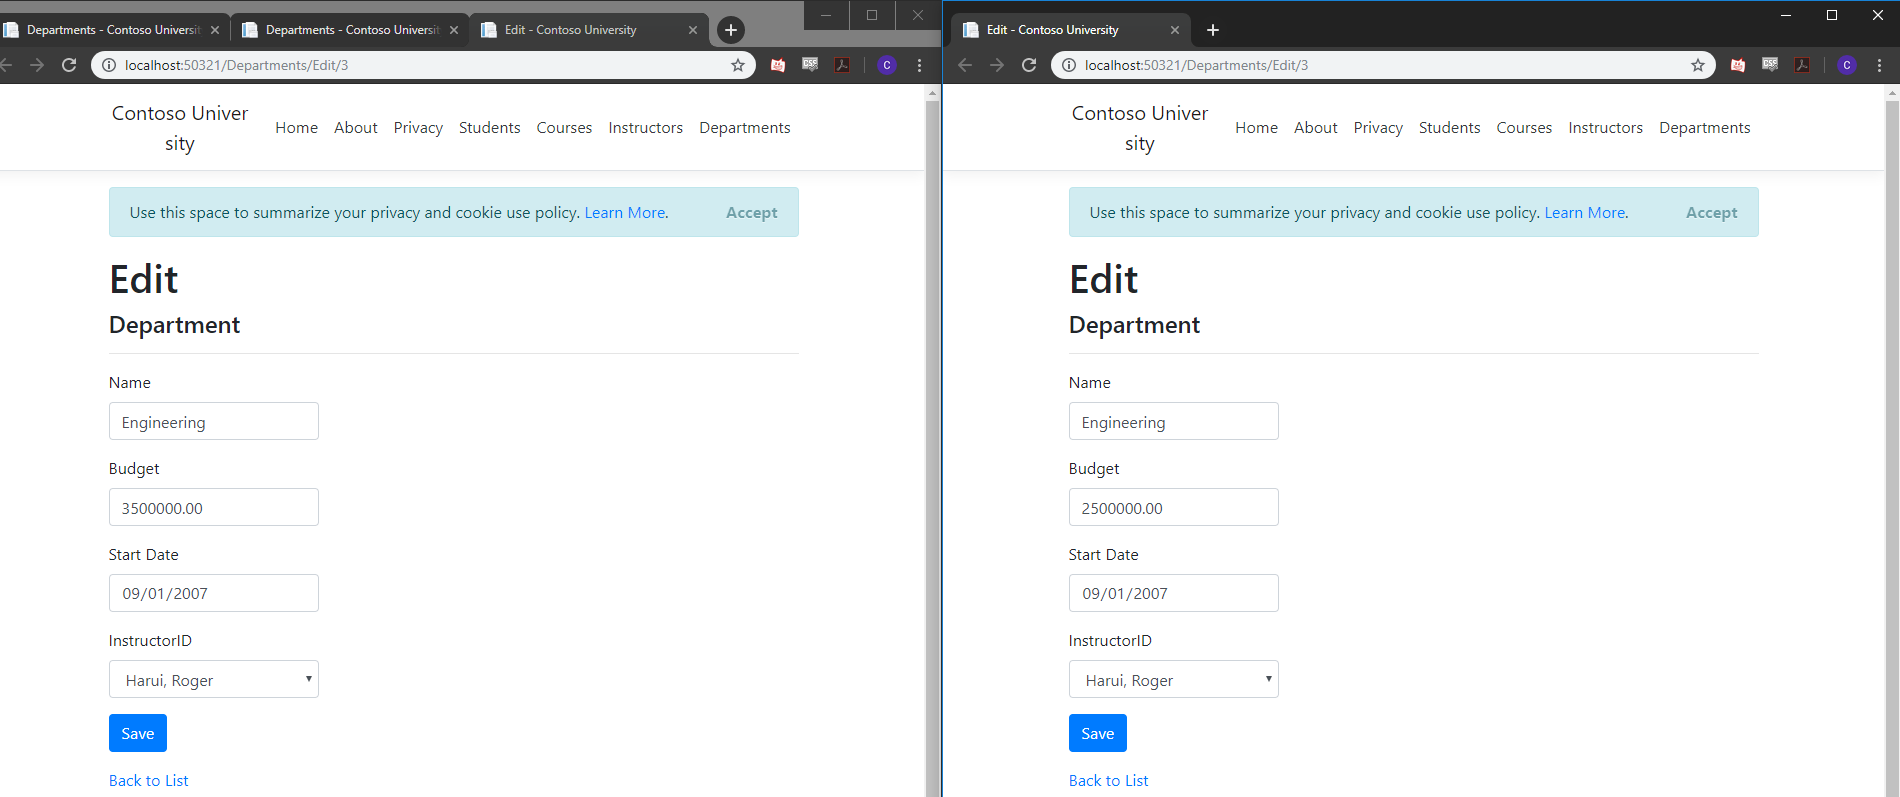 Departments - Contoso Universit
Departments - Contoso Universit
Edit - Contoso University
localhost:50321/Departments/Edit/3
C
Contoso Univer
sity
Home About Privacy Students Courses Instructors Departments
Use this space to summarize your privacy and cookie use policy. Learn More.
Accept
Edit
Department
Name
Engineering
Budget
3500000.00
Start Date
09/01/2007
InstructorID
Harui, Roger
Save
Back to List
Edit - Contoso University
localhost:50321/Departments/Edit/3
C
Contoso Univer
sity
Home About Privacy Students Courses Instructors Departments
Use this space to summarize your privacy and cookie use policy. Learn More.
Accept
Edit
Department
Name
Engineering
Budget
2500000.00
Start Date
09/01/2007
InstructorID
Harui, Roger
Save
Back to List